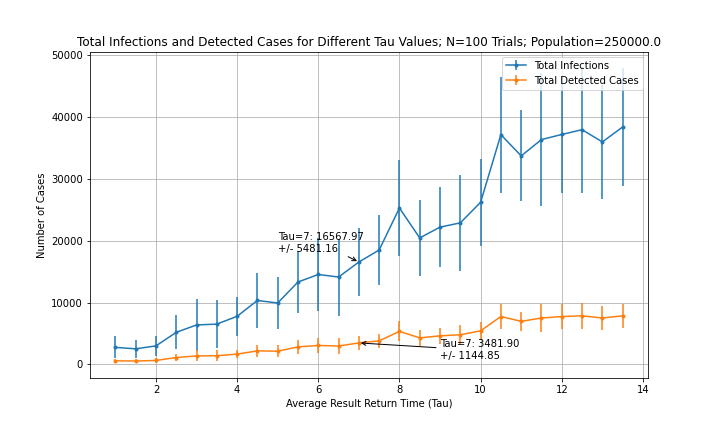 Total Infections and Detected Cases for Different Tau Values; N=100 Trials; Population=250000.0
Total Infections
Total Detected Cases
50000
40000
30000
20000
10000
0
Number of Cases
Tau=7: 16567.97
+/- 5481.16
Tau=7: 3481.90
+/- 1144.85
2
4
6
8
10
12
14
Average Result Return Time (Tau)